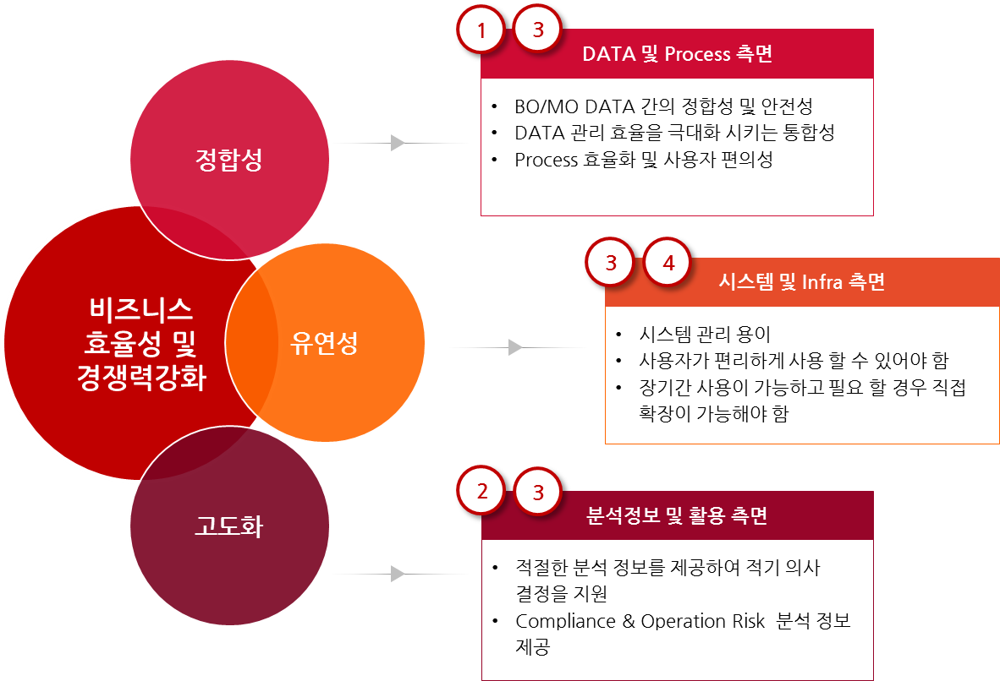 비즈니스
효율성 및
경쟁력강화
정합성
1
3
DATA 및 Process 측면
• BO/MO DATA 간의 정합성 및 안전성
• DATA 관리 효율을 극대화 시키는 통합성
• Process 효율화 및 사용자 편의성
유연성
3
4
시스템 및 Infra 측면
• 시스템 관리 용이
• 사용자가 편리하게 사용 할 수 있어야 함
• 장기간 사용이 가능하고 필요 할 경우 직접
확장이 가능해야 함
고도화
2
3
분석정보 및 활용 측면
• 적절한 분석 정보를 제공하여 적기 의사
결정을 지원
• Compliance & Operation Risk 분석 정보
제공